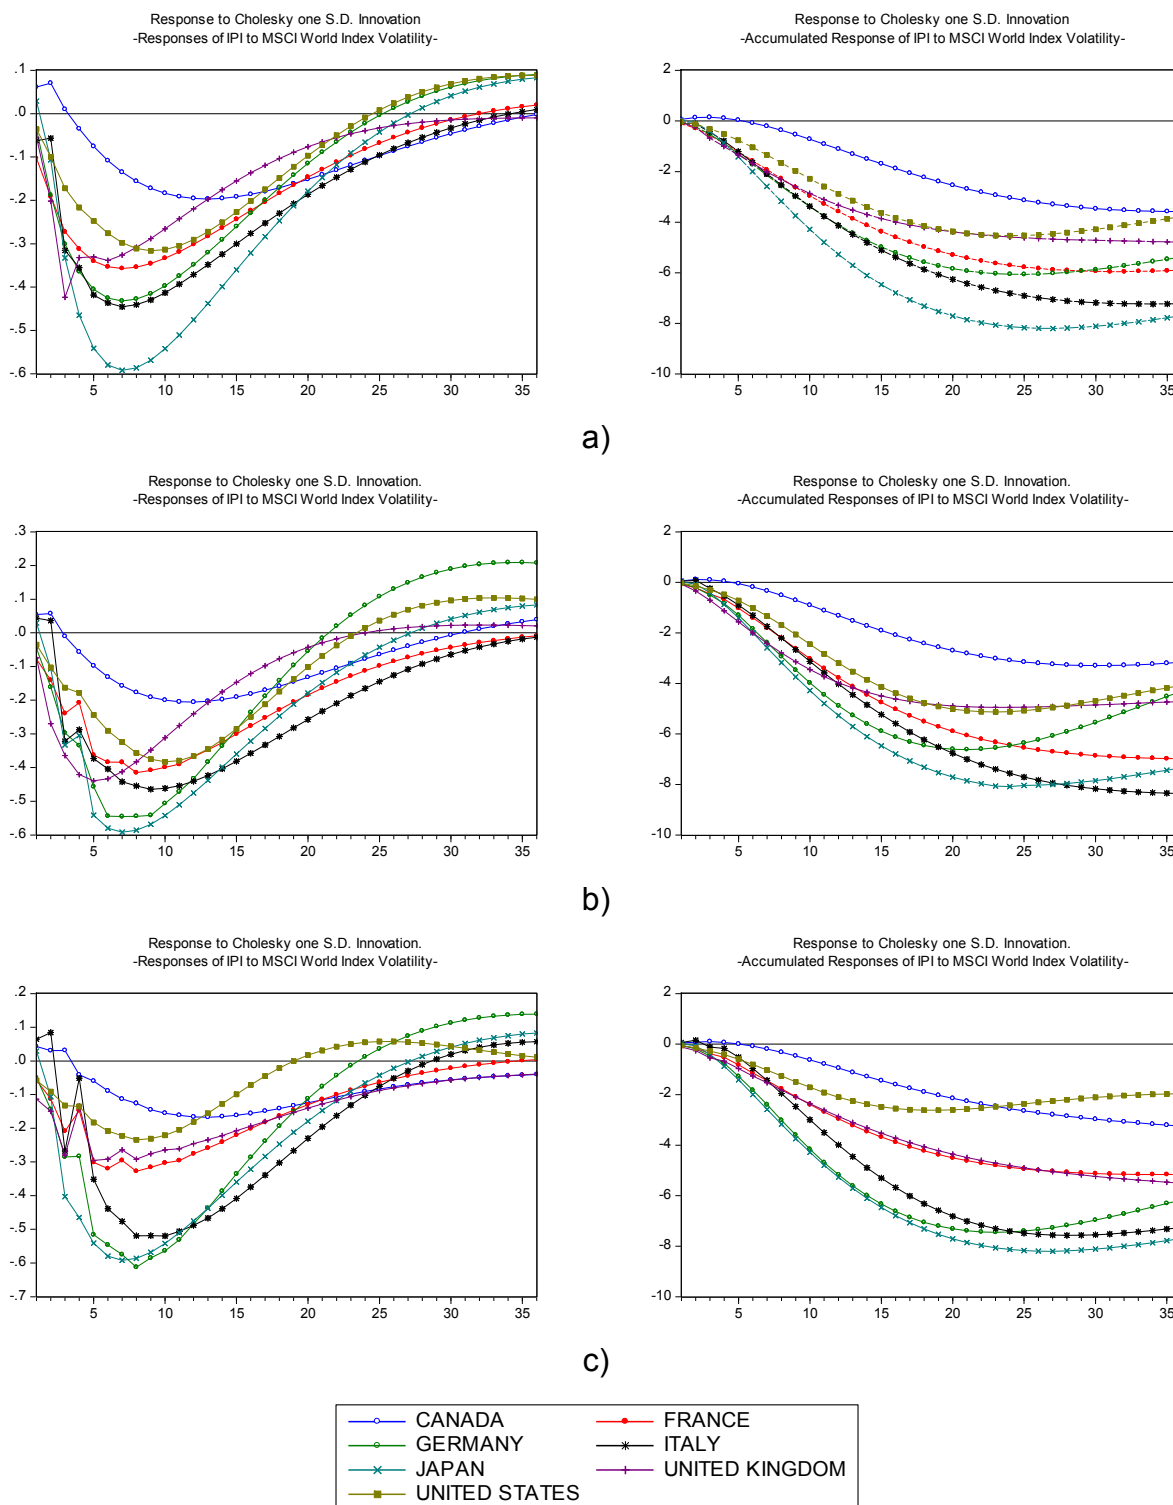 Response to Cholesky one S.D. Innovation
-Responses of IPI to MSCI World Index Volatility-
.1
.0
-.1
-.2
-.3
-.4
-.5
-.6
5 10 15 20 25 30 35
Response to Cholesky one S.D. Innovation
-Accumulated Response of IPI to MSCI World Index Volatility-
2
0
-2
-4
-6
-8
-10
5 10 15 20 25 30 35
a)
Response to Cholesky one S.D. Innovation.
-Responses of IPI to MSCI World Index Volatility-
.3
.2
.1
.0
-.1
-.2
-.3
-.4
-.5
-.6
5 10 15 20 25 30 35
Response to Cholesky one S.D. Innovation.
-Accumulated Responses of IPI to MSCI World Index Volatility-
2
0
-2
-4
-6
-8
-10
5 10 15 20 25 30 35
b)
Response to Cholesky one S.D. Innovation.
-Responses of IPI to MSCI World Index Volatility-
.2
.1
.0
-.1
-.2
-.3
-.4
-.5
-.6
-.7
5 10 15 20 25 30 35
Response to Cholesky one S.D. Innovation.
-Accumulated Responses of IPI to MSCI World Index Volatility-
2
0
-2
-4
-6
-8
-10
5 10 15 20 25 30 35
c)
CANADA FRANCE
GERMANY ITALY
JAPAN UNITED KINGDOM
UNITED STATES